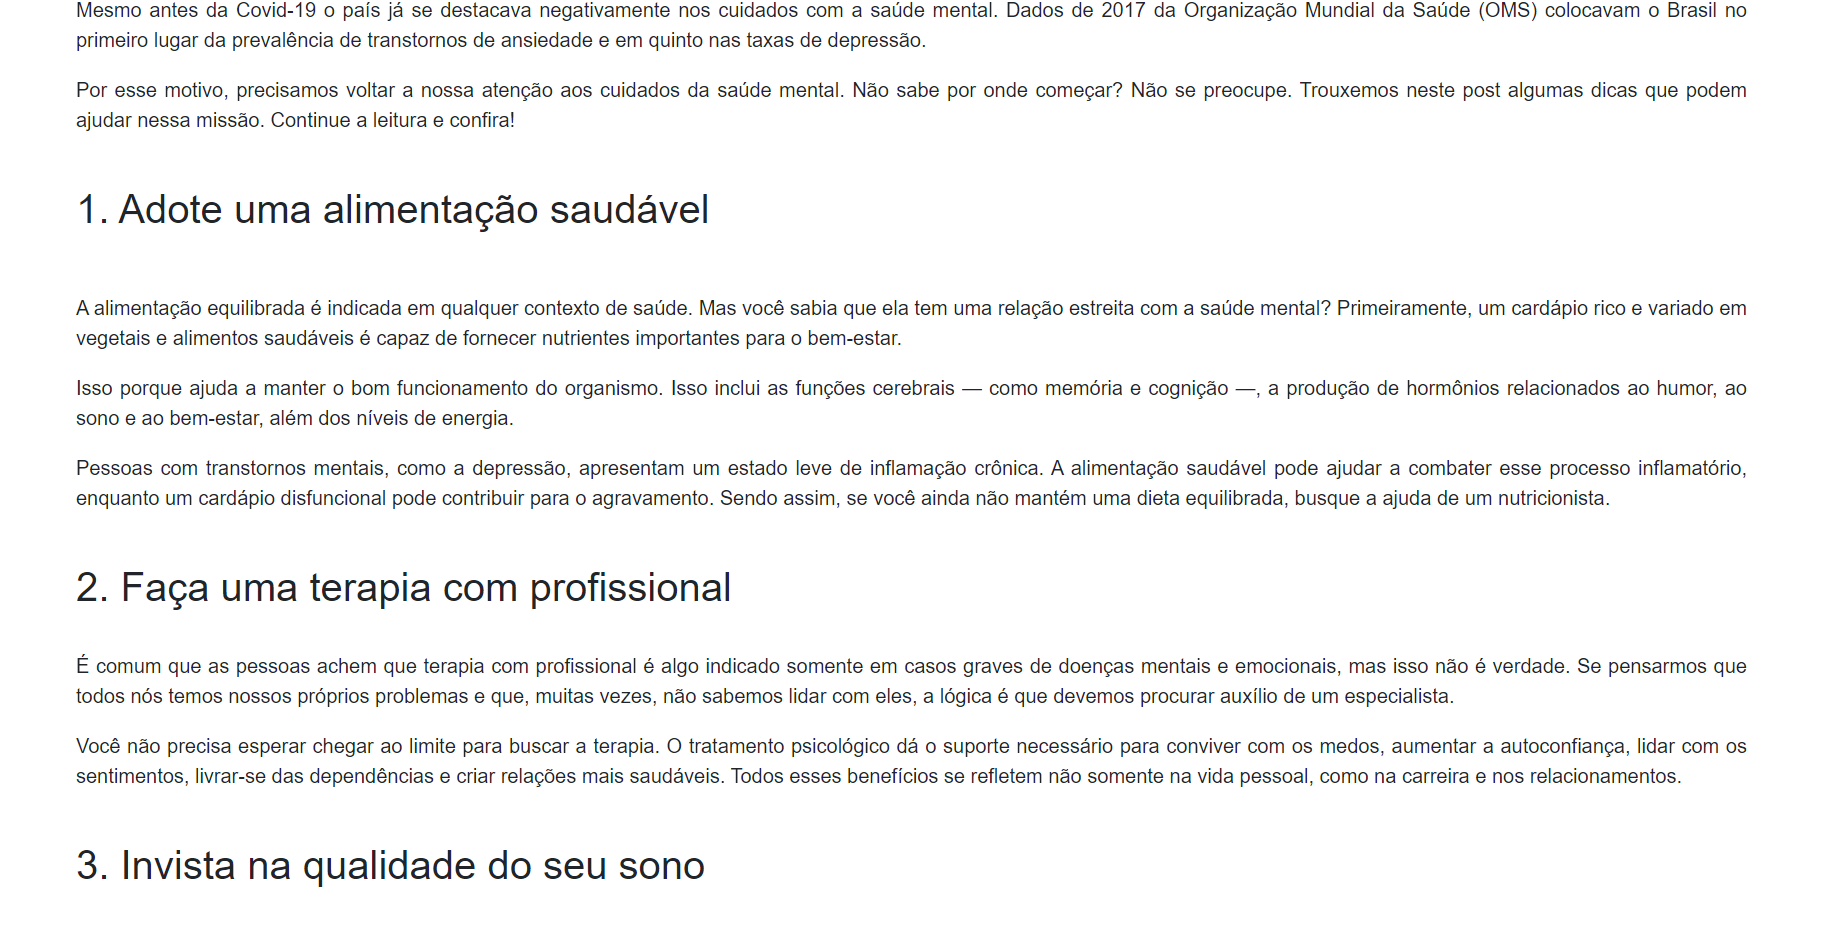 Mesmo antes da Covid-19 o país já se destacava negativamente nos cuidados com a saúde mental. Dados de 2017 da Organização Mundial da Saúde (OMS) colocavam o Brasil no
primeiro lugar da prevalência de transtornos de ansiedade e em quinto nas taxas de depressão.
Por esse motivo, precisamos voltar a nossa atenção aos cuidados da saúde mental. Não sabe por onde começar? Não se preocupe. Trouxemos neste post algumas dicas que podem
ajudar nessa missão. Continue a leitura e confira!
1. Adote uma alimentação saudável
A alimentação equilibrada é indicada em qualquer contexto de saúde. Mas você sabia que ela tem uma relação estreita com a saúde mental? Primeiramente, um cardápio rico e variado em
vegetais e alimentos saudáveis é capaz de fornecer nutrientes importantes para o bem-estar.
Isso porque ajuda a manter o bom funcionamento do organismo. Isso inclui as funções cerebrais — como memória e cognição —, a produção de hormônios relacionados ao humor, ao
sono e ao bem-estar, além dos níveis de energia.
Pessoas com transtornos mentais, como a depressão, apresentam um estado leve de inflamação crônica. A alimentação saudável pode ajudar a combater esse processo inflamatório,
enquanto um cardápio disfuncional pode contribuir para o agravamento. Sendo assim, se você ainda não mantém uma dieta equilibrada, busque a ajuda de um nutricionista.
2. Faça uma terapia com profissional
É comum que as pessoas achem que terapia com profissional é algo indicado somente em casos graves de doenças mentais e emocionais, mas isso não é verdade. Se pensarmos que
todos nós temos nossos próprios problemas e que, muitas vezes, não sabemos lidar com eles, a lógica é que devemos procurar auxílio de um especialista.
Você não precisa esperar chegar ao limite para buscar a terapia. O tratamento psicológico dá o suporte necessário para conviver com os medos, aumentar a autoconfiança, lidar com os
sentimentos, livrar-se das dependências e criar relações mais saudáveis. Todos esses benefícios se refletem não somente na vida pessoal, como na carreira e nos relacionamentos.
3. Invista na qualidade do seu sono